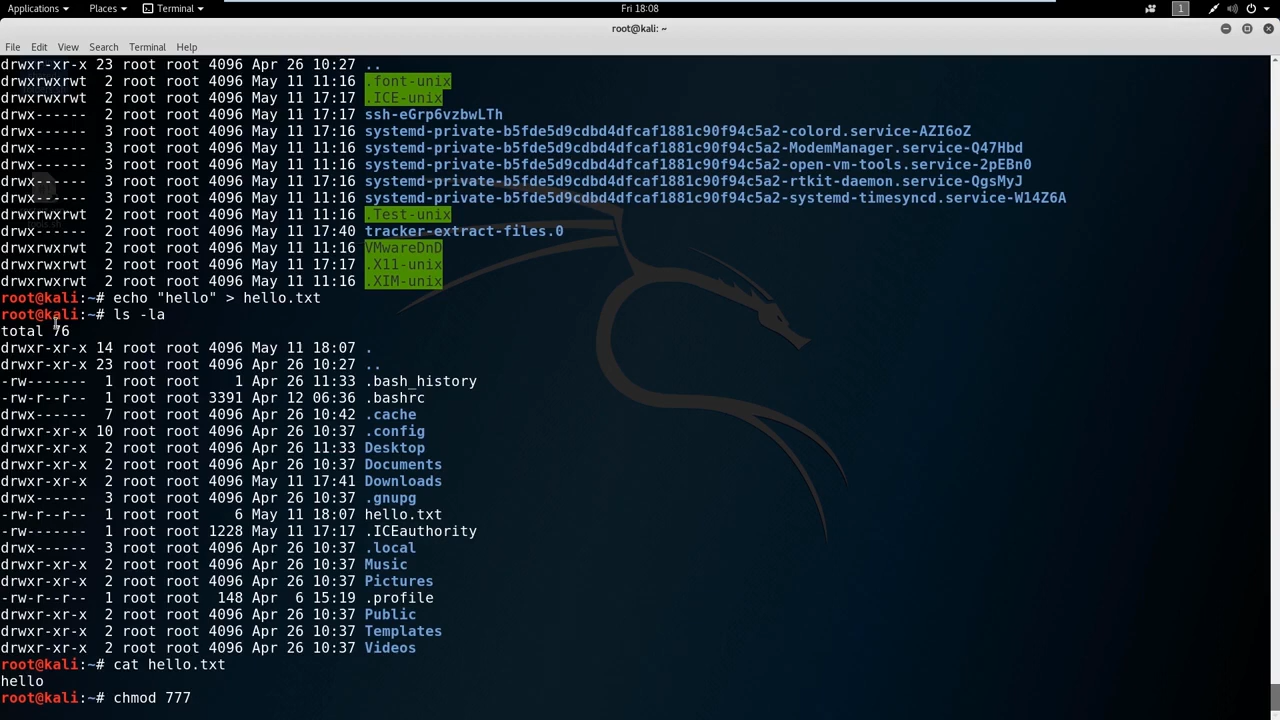 Applications Places Terminal Fri 18:08 1
root@kali: ~
File Edit View Search Terminal Help
drwxr-xr-x 23 root root 4096 Apr 26 10:27 ..
drwxrwxrwt 2 root root 4096 May 11 11:16 .font-unix
drwxrwxrwt 2 root root 4096 May 11 17:17 .ICE-unix
drwx------ 2 root root 4096 May 11 17:17 ssh-eGrp6vzbwLTh
drwx------ 3 root root 4096 May 11 17:16 systemd-private-b5fde5d9cdbd4dfcaf1881c90f94c5a2-colord.service-AZI6oZ
drwx------ 3 root root 4096 May 11 11:16 systemd-private-b5fde5d9cdbd4dfcaf1881c90f94c5a2-ModemManager.service-Q47Hbd
drwx------ 3 root root 4096 May 11 11:16 systemd-private-b5fde5d9cdbd4dfcaf1881c90f94c5a2-open-vm-tools.service-2pEBn0
drwx------ 3 root root 4096 May 11 11:16 systemd-private-b5fde5d9cdbd4dfcaf1881c90f94c5a2-rtkit-daemon.service-QgsMyJ
drwx------ 3 root root 4096 May 11 11:16 systemd-private-b5fde5d9cdbd4dfcaf1881c90f94c5a2-systemd-timesyncd.service-W14Z6A
drwxrwxrwt 2 root root 4096 May 11 11:16 .Test-unix
drwx------ 2 root root 4096 May 11 17:40 tracker-extract-files.0
drwxrwxrwt 2 root root 4096 May 11 11:16 VMwareDnD
drwxrwxrwt 2 root root 4096 May 11 17:17 .X11-unix
drwxrwxrwt 2 root root 4096 May 11 11:16 .XIM-unix
root@kali:~# echo "hello" > hello.txt
root@kali:~# ls -la
total 76
drwxr-xr-x 14 root root 4096 May 11 18:07 .
drwxr-xr-x 23 root root 4096 Apr 26 10:27 ..
-rw------- 1 root root 1 Apr 26 11:33 .bash_history
-rw-r--r-- 1 root root 3391 Apr 12 06:36 .bashrc
drwx------ 7 root root 4096 Apr 26 10:42 .cache
drwxr-xr-x 10 root root 4096 Apr 26 10:37 .config
drwxr-xr-x 2 root root 4096 Apr 26 11:33 Desktop
drwxr-xr-x 2 root root 4096 Apr 26 10:37 Documents
drwxr-xr-x 2 root root 4096 May 11 17:41 Downloads
drwx------ 3 root root 4096 Apr 26 10:37 .gnupg
-rw-r--r-- 1 root root 6 May 11 18:07 hello.txt
-rw------- 1 root root 1228 May 11 17:17 .ICEauthority
drwx------ 3 root root 4096 Apr 26 10:37 .local
drwxr-xr-x 2 root root 4096 Apr 26 10:37 Music
drwxr-xr-x 2 root root 4096 Apr 26 10:37 Pictures
-rw-r--r-- 1 root root 148 Apr 6 15:19 .profile
drwxr-xr-x 2 root root 4096 Apr 26 10:37 Public
drwxr-xr-x 2 root root 4096 Apr 26 10:37 Templates
drwxr-xr-x 2 root root 4096 Apr 26 10:37 Videos
root@kali:~# cat hello.txt
hello
root@kali:~# chmod 777